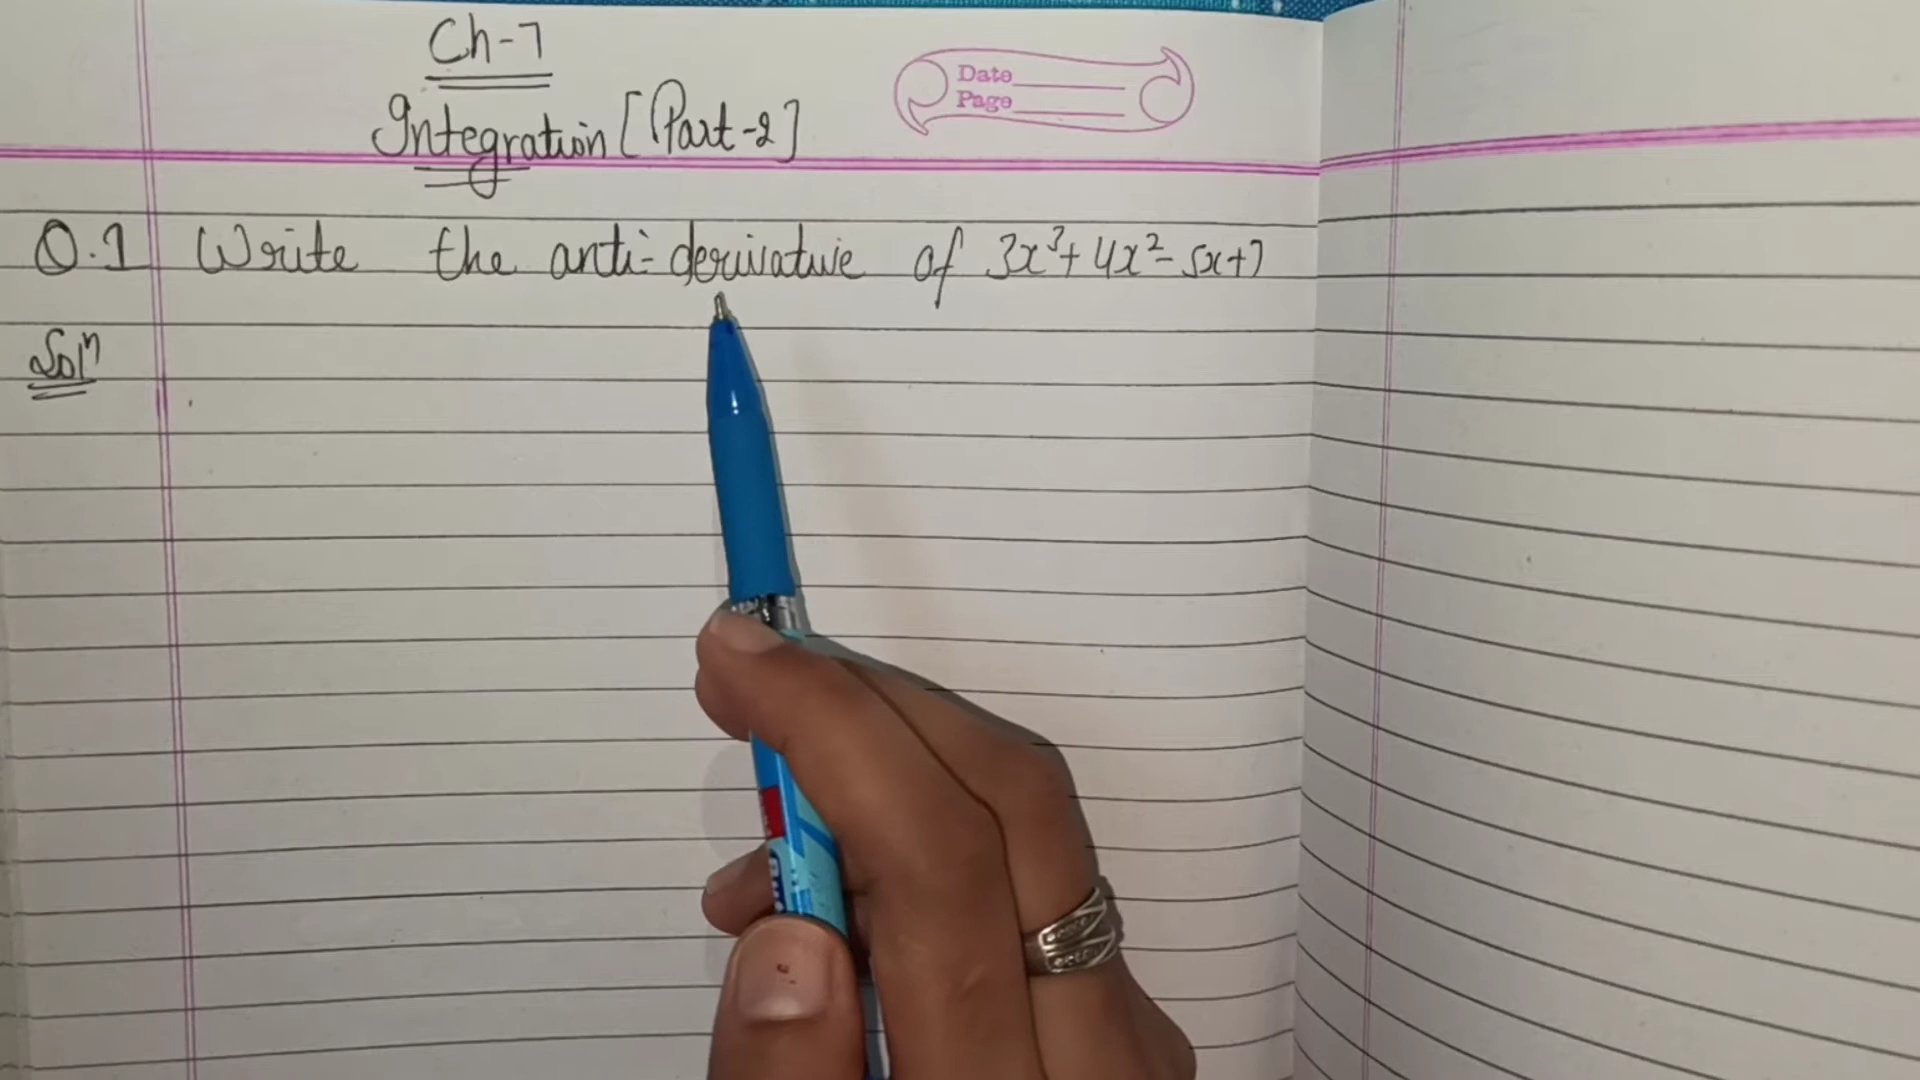 Ch-7
Integration [Part-2]
Date
Page
Q.1 Write the anti-derivative of 3x³+4x²-5x+7
Solⁿ